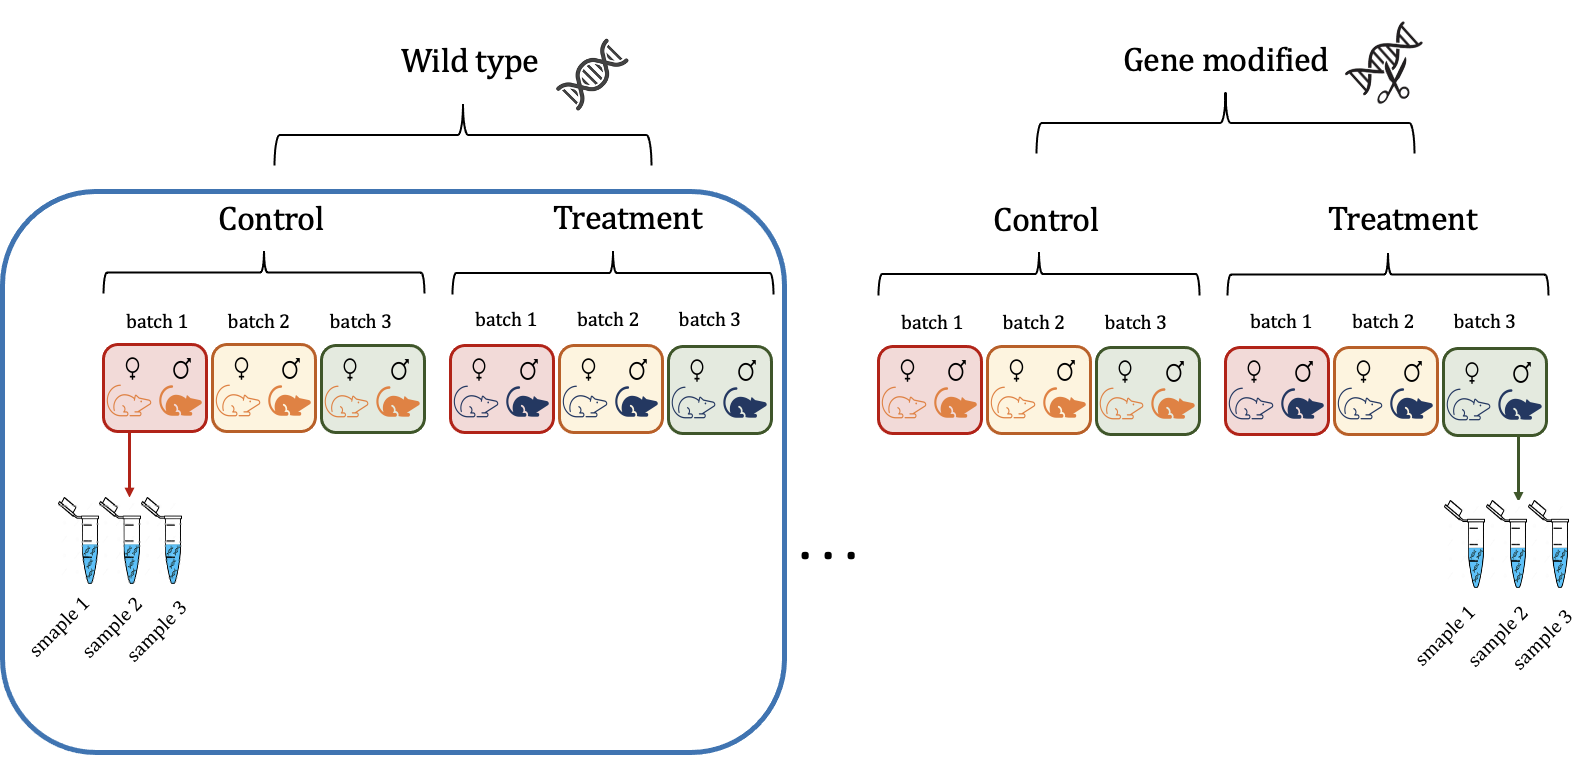 Wild type
Gene modified
Control
Treatment
Control
Treatment
batch 1
batch 2
batch 3
batch 1
batch 2
batch 3
batch 1
batch 2
batch 3
batch 1
batch 2
batch 3
♀ ♂ ♀ ♂ ♀ ♂ ♀ ♂ ♀ ♂ ♀ ♂ ♀ ♂ ♀ ♂ ♀ ♂ ♀ ♂ ♀ ♂ ♀ ♂
...
smaple 1
sample 2
sample 3
smaple 1
sample 2
sample 3